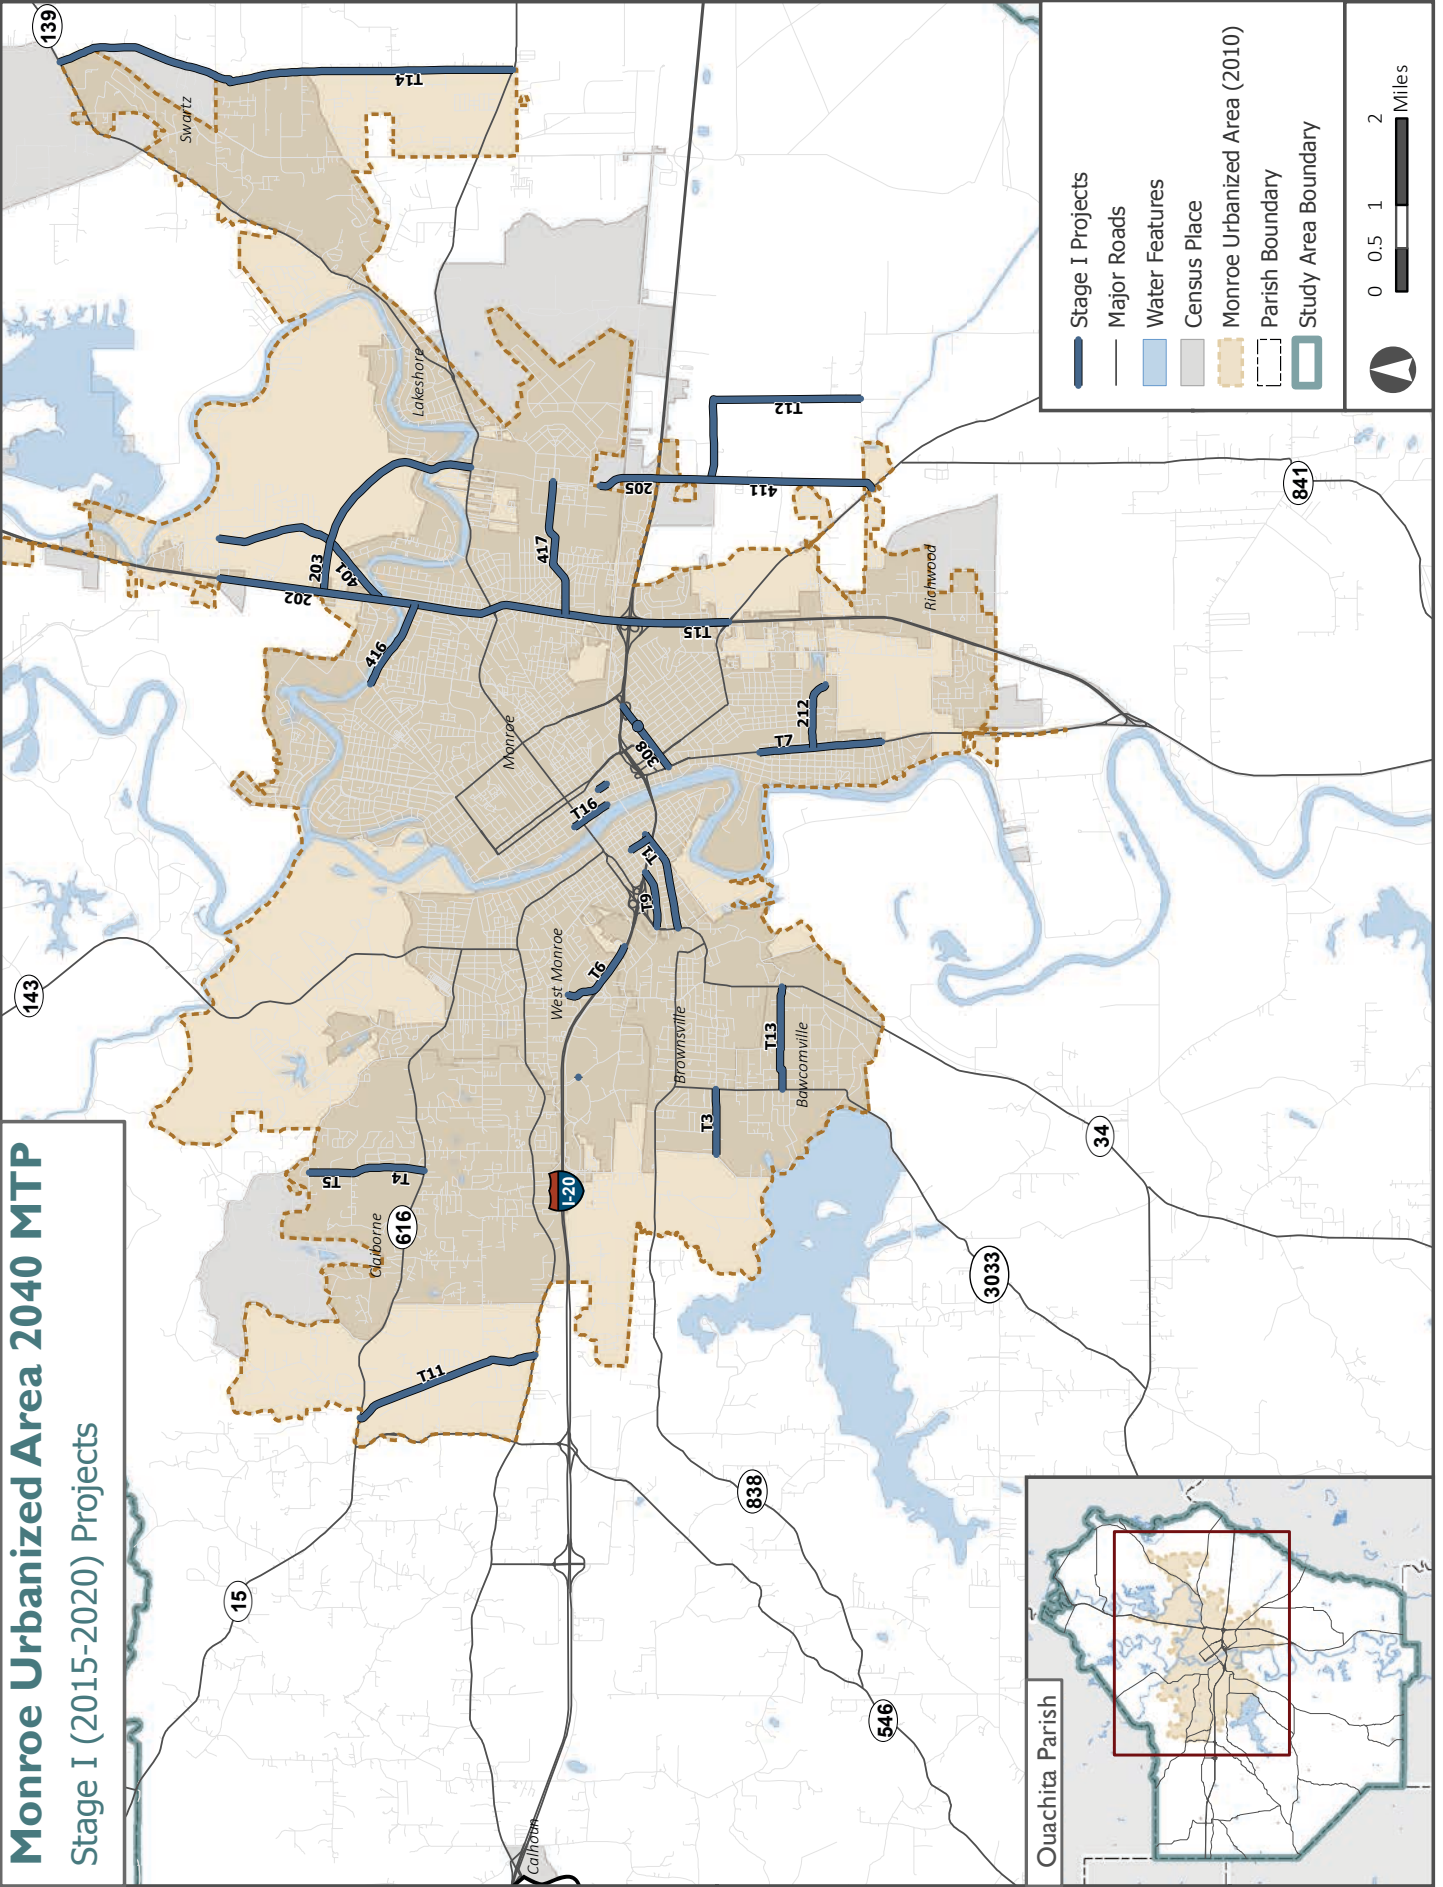 Monroe Urbanized Area 2040 MTP
Stage I (2015-2020) Projects
139
143
15
616
I-20
838
546
3033
34
841
Swartz
Lakeshore
Monroe
West Monroe
Claiborne
Brownsville
Bawcomville
Richwood
Calhoun
T14
T12
411
205
417
203
401
202
416
T15
212
T7
308
T16
T1
T9
T6
T13
T3
T5
T4
T11
Stage I Projects
Major Roads
Water Features
Census Place
Monroe Urbanized Area (2010)
Parish Boundary
Study Area Boundary
0 0.5 1 2
Miles
Ouachita Parish